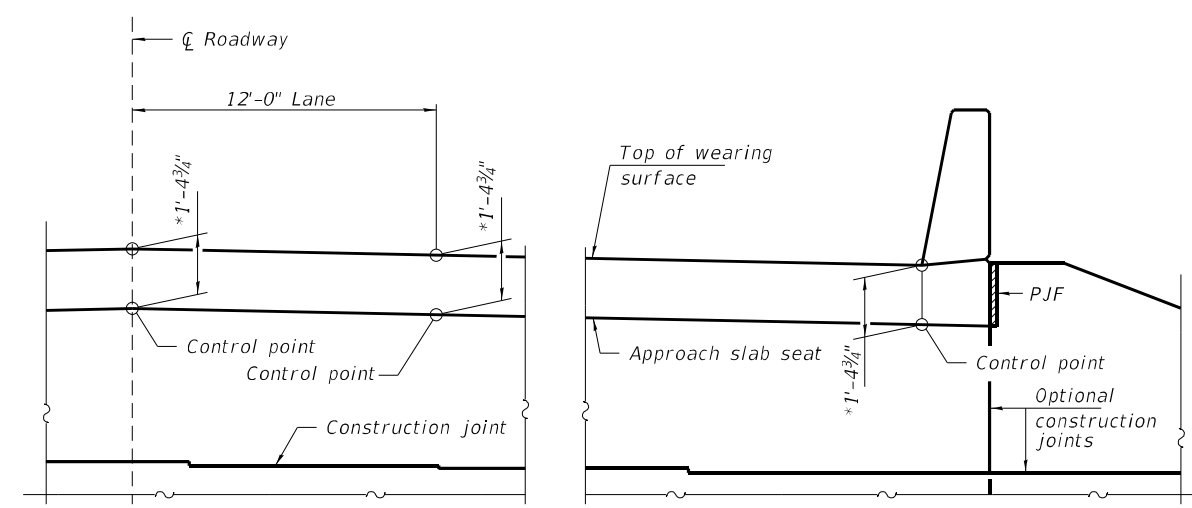 ℄ Roadway
12'-0" Lane
*1'-4¾"
*1'-4¾"
Control point
Control point
Construction joint
Top of wearing
surface
PJF
Approach slab seat
*1'-4¾"
Control point
Optional
construction
joints